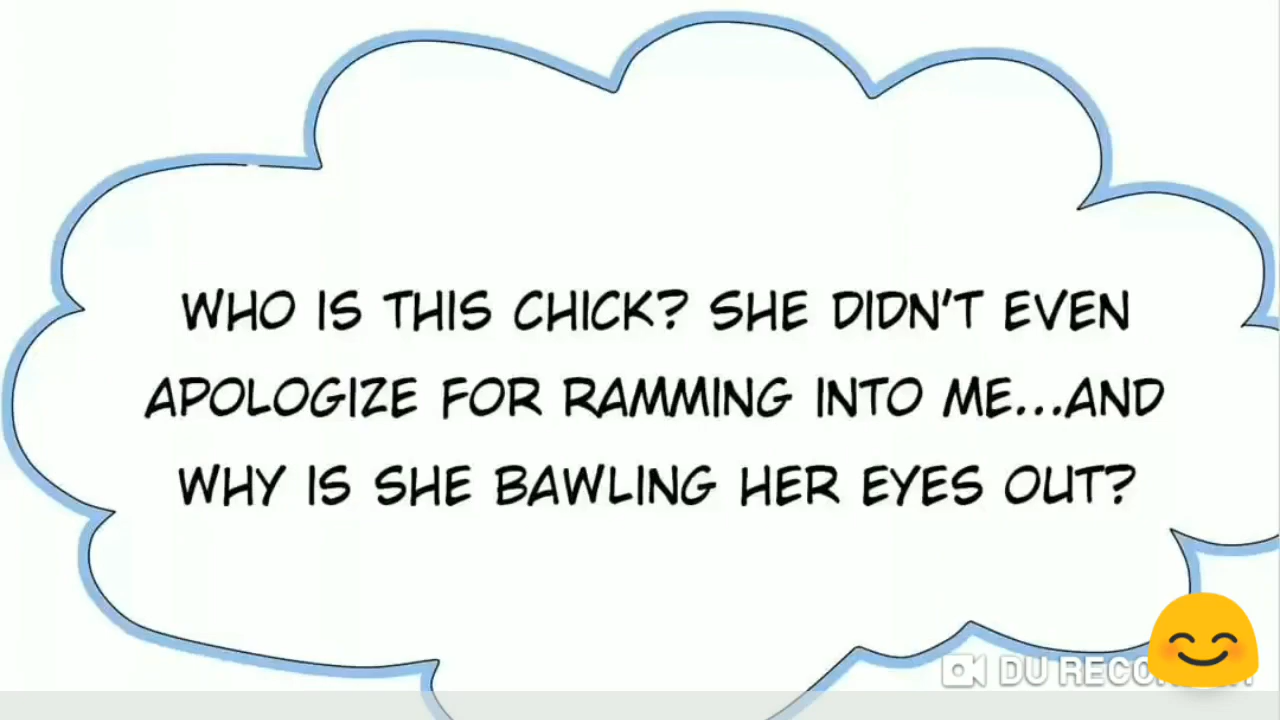 WHO IS THIS CHICK? SHE DIDN'T EVEN
APOLOGIZE FOR RAMMING INTO ME...AND
WHY IS SHE BAWLING HER EYES OUT?
DU